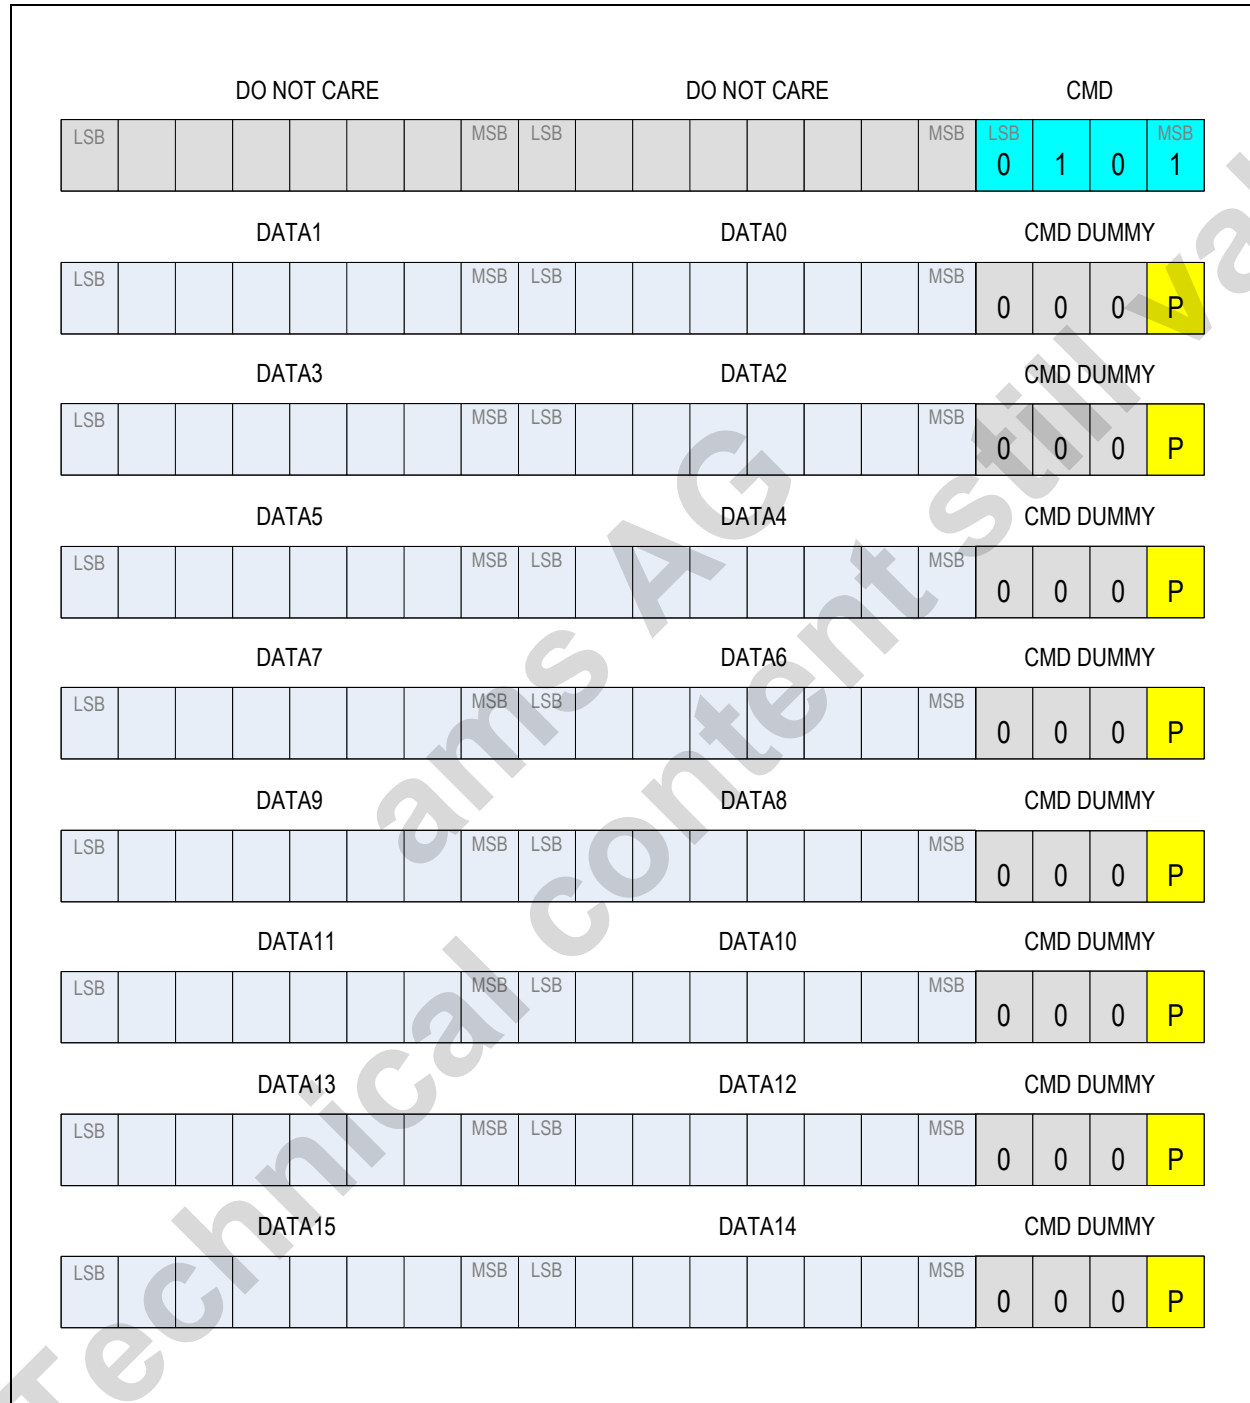 DO NOT CARE DO NOT CARE CMD
LSB MSB LSB MSB LSB MSB
0 1 0 1
DATA1 DATA0 CMD DUMMY
LSB MSB LSB MSB
0 0 0 P
DATA3 DATA2 CMD DUMMY
LSB MSB LSB MSB
0 0 0 P
DATA5 DATA4 CMD DUMMY
LSB MSB LSB MSB
0 0 0 P
DATA7 DATA6 CMD DUMMY
LSB MSB LSB MSB
0 0 0 P
DATA9 DATA8 CMD DUMMY
LSB MSB LSB MSB
0 0 0 P
DATA11 DATA10 CMD DUMMY
LSB MSB LSB MSB
0 0 0 P
DATA13 DATA12 CMD DUMMY
LSB MSB LSB MSB
0 0 0 P
DATA15 DATA14 CMD DUMMY
LSB MSB LSB MSB
0 0 0 P
ams AG
Technical content still